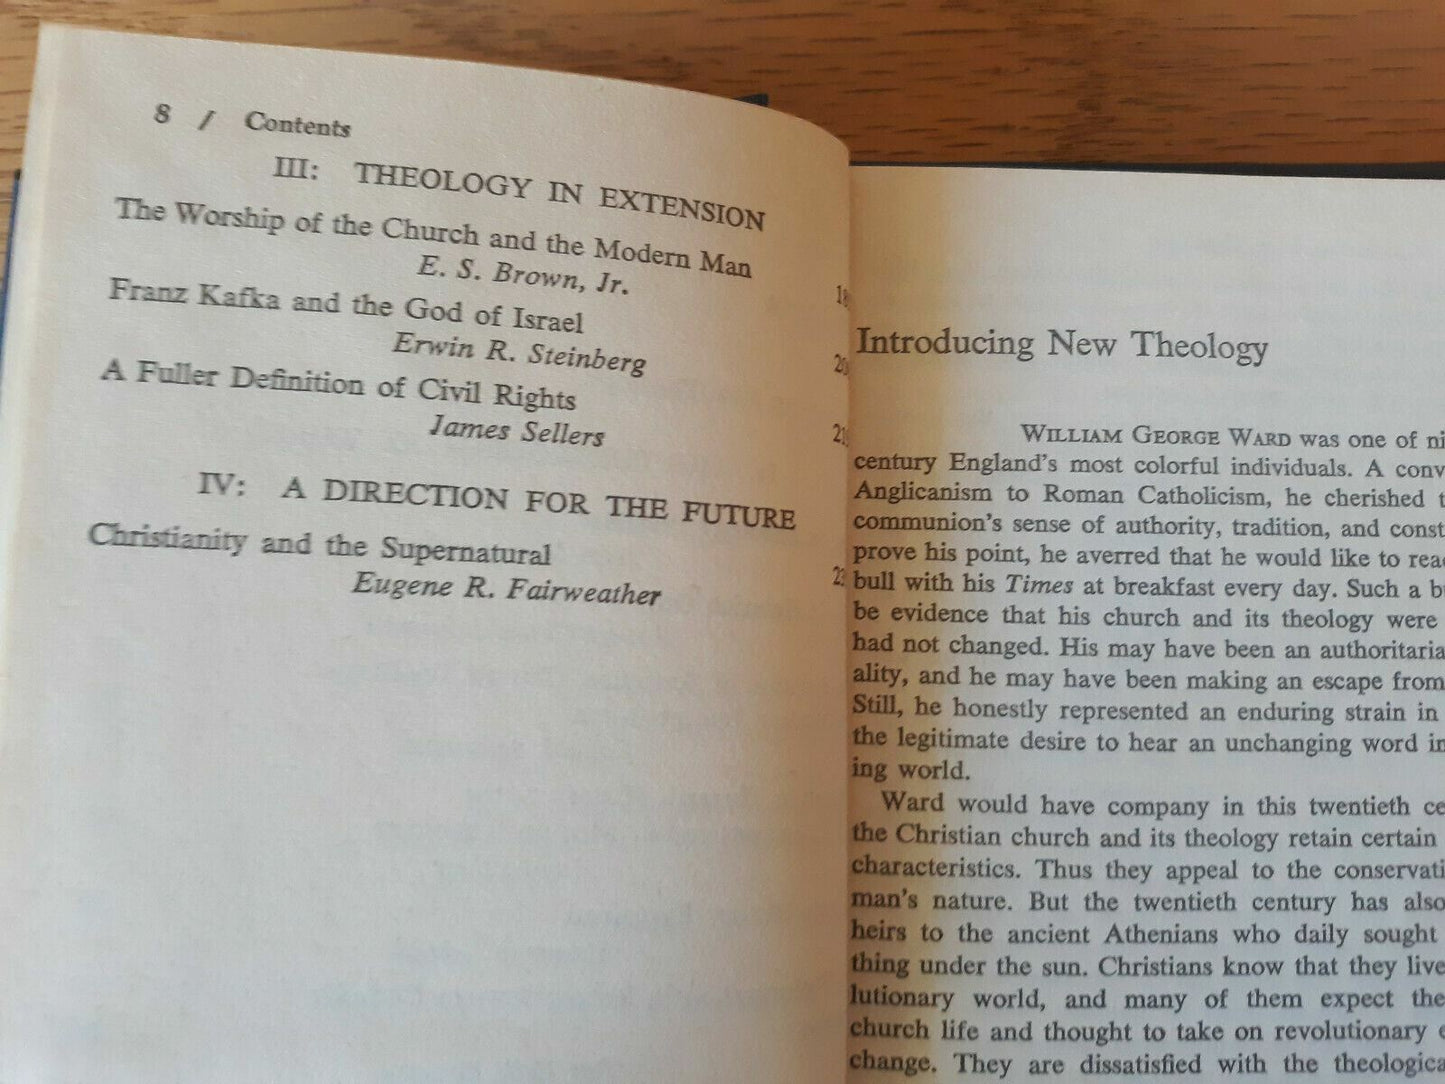 8 / Contents
III: THEOLOGY IN EXTENSION
The Worship of the Church and the Modern Man
E. S. Brown, Jr.
Franz Kafka and the God of Israel
Erwin R. Steinberg
A Fuller Definition of Civil Rights
James Sellers
IV: A DIRECTION FOR THE FUTURE
Christianity and the Supernatural
Eugene R. Fairweather
Introducing New Theology
WILLIAM GEORGE WARD was one of
century England's most colorful individuals. A
Anglicanism to Roman Catholicism, he cherished
communion's sense of authority, tradition, and
prove his point, he averred that he would like to
bull with his Times at breakfast every day. Such a
be evidence that his church and its theology were
had not changed. His may have been an
ality, and he may have been making an escape from
Still, he honestly represented an enduring strain in
the legitimate desire to hear an unchanging word
ing world.
Ward would have company in this twentieth
the Christian church and its theology retain certain
characteristics. Thus they appeal to the
man's nature. But the twentieth century has also
heirs to the ancient Athenians who daily sought
thing under the sun. Christians know that they
lutionary world, and many of them expect
church life and thought to take on revolutionary
change. They are dissatisfied with the